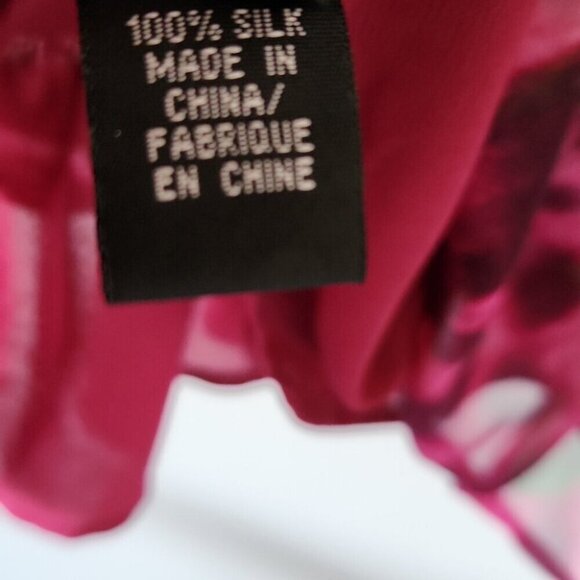 100% SILK
MADE IN
CHINA/
FABRIQUE
EN CHINE